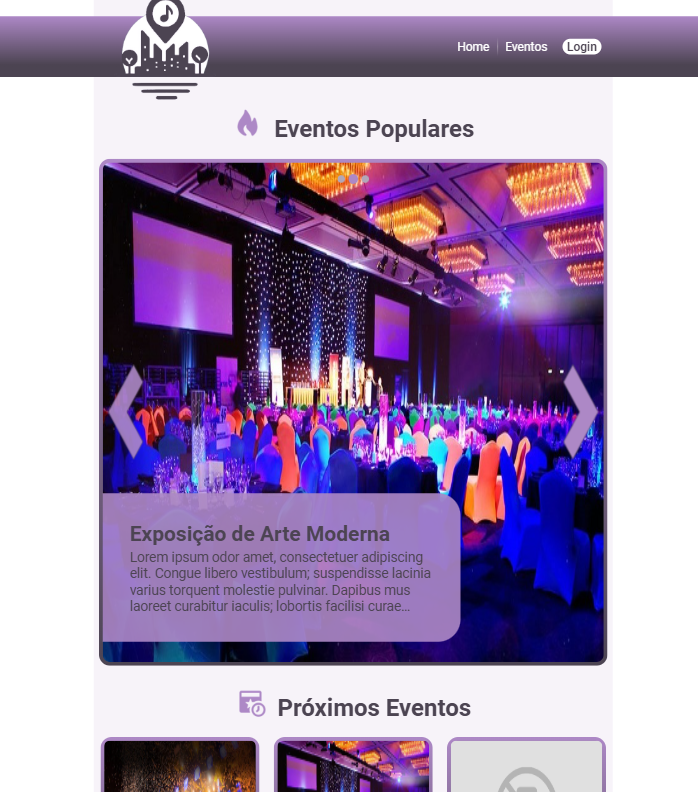 Home
Eventos
Login
Eventos Populares
Exposição de Arte Moderna
Lorem ipsum odor amet, consectetuer adipiscing
elit. Congue libero vestibulum; suspendisse lacinia
varius torquent molestie pulvinar. Dapibus mus
laoreet curabitur iaculis; lobortis facilisi curae...
Próximos Eventos